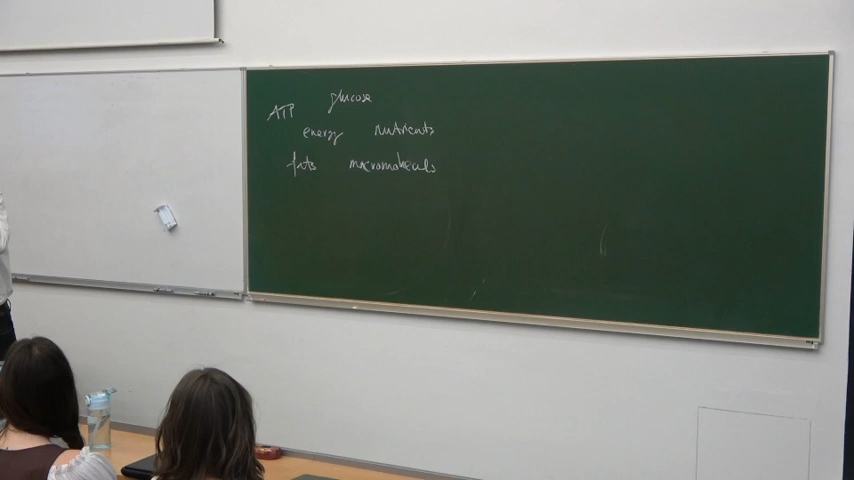 glucose
ATP
energy nutrients
fats macromolecules